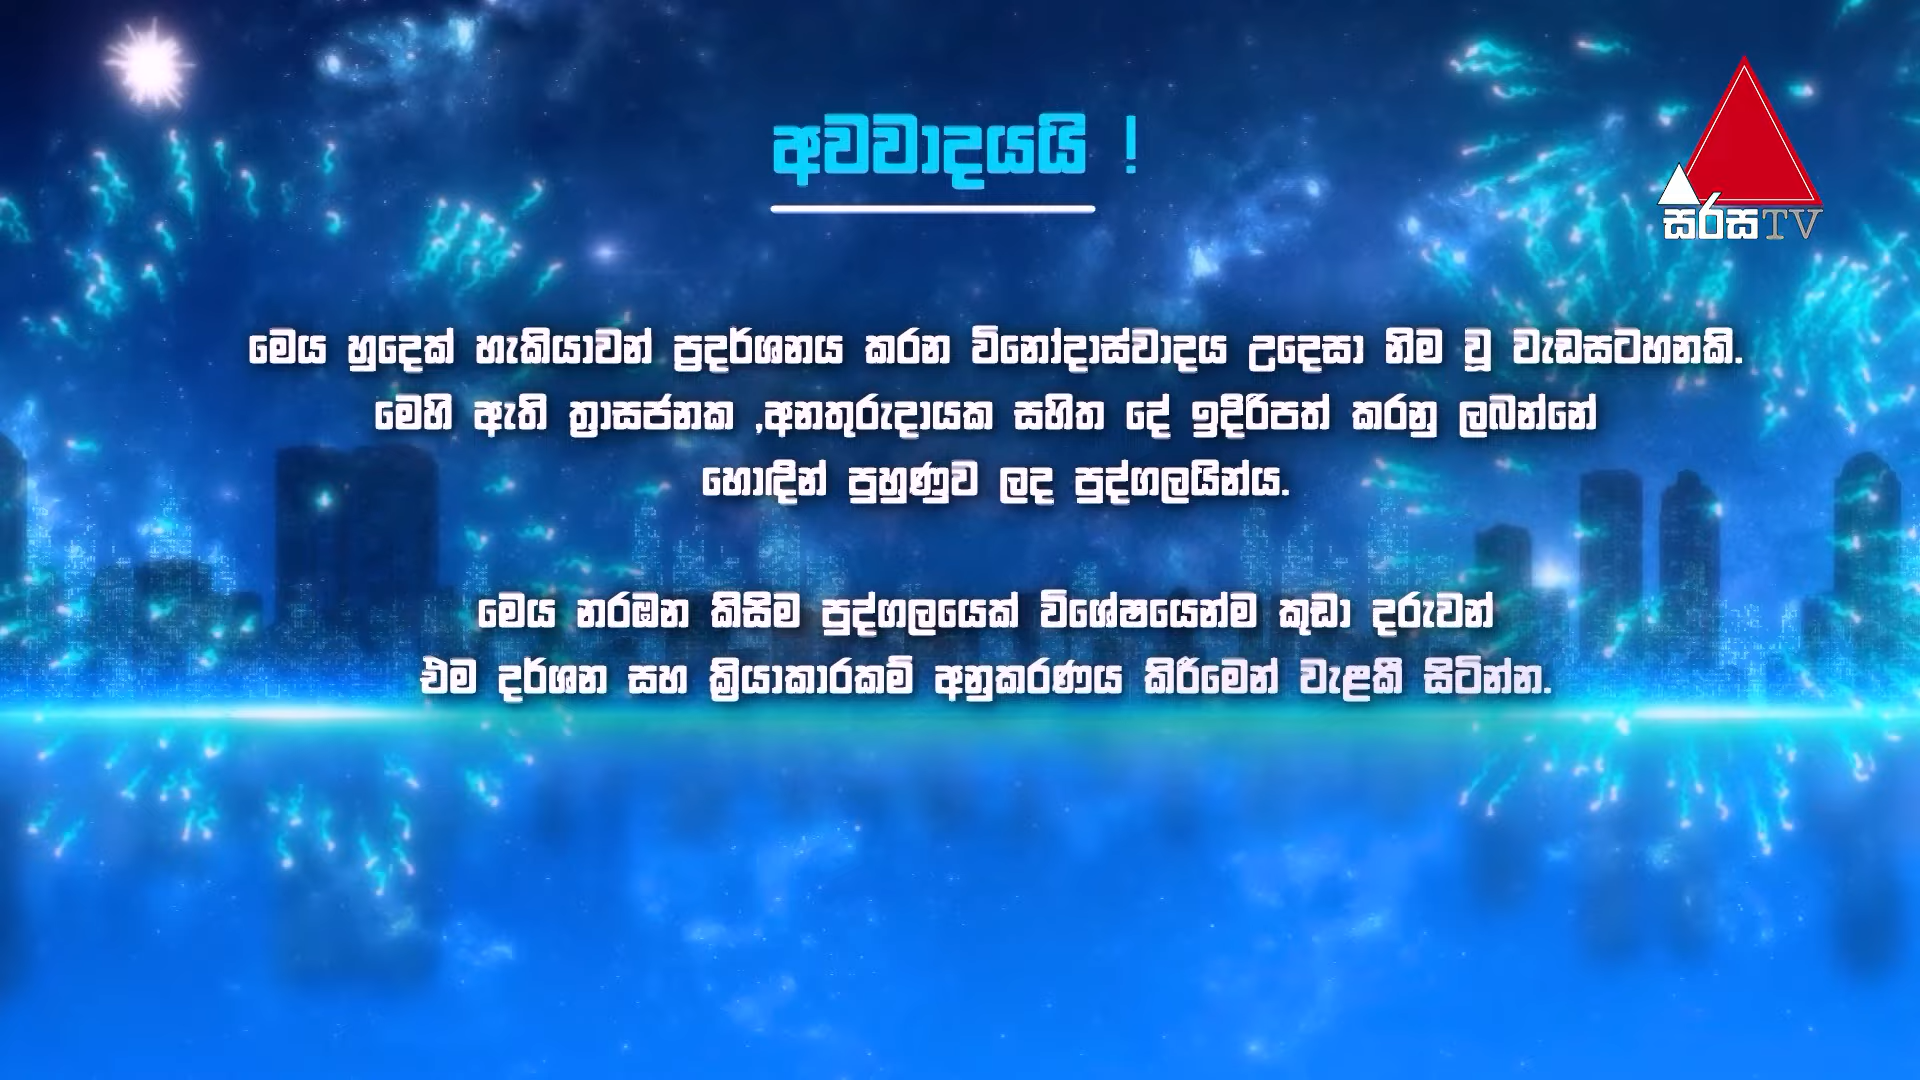 අවවාදයයි !
සිරස TV
මෙය හුදෙක් හැකියාවන් ප්‍රදර්ශනය කරන විනෝදාස්වාදය උදෙසා නිම වූ වැඩසටහනකි.
මෙහි ඇති ත්‍රාසජනක ,අනතුරුදායක සහිත දේ ඉදිරිපත් කරනු ලබන්නේ
හොඳින් පුහුණුව ලද පුද්ගලයින්ය.
මෙය නරඹන කිසිම පුද්ගලයෙක් විශේෂයෙන්ම කුඩා දරුවන්
එම දර්ශන සහ ක්‍රියාකාරකම් අනුකරණය කිරීමෙන් වැළකී සිටින්න.